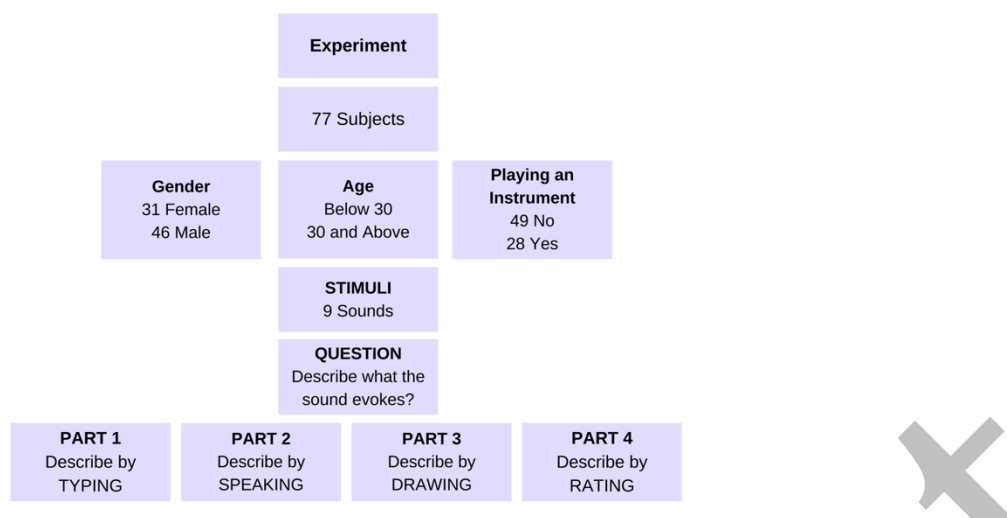 Experiment
77 Subjects
Gender
31 Female
46 Male
Age
Below 30
30 and Above
Playing an
Instrument
49 No
28 Yes
STIMULI
9 Sounds
QUESTION
Describe what the
sound evokes?
PART 1
Describe by
TYPING
PART 2
Describe by
SPEAKING
PART 3
Describe by
DRAWING
PART 4
Describe by
RATING